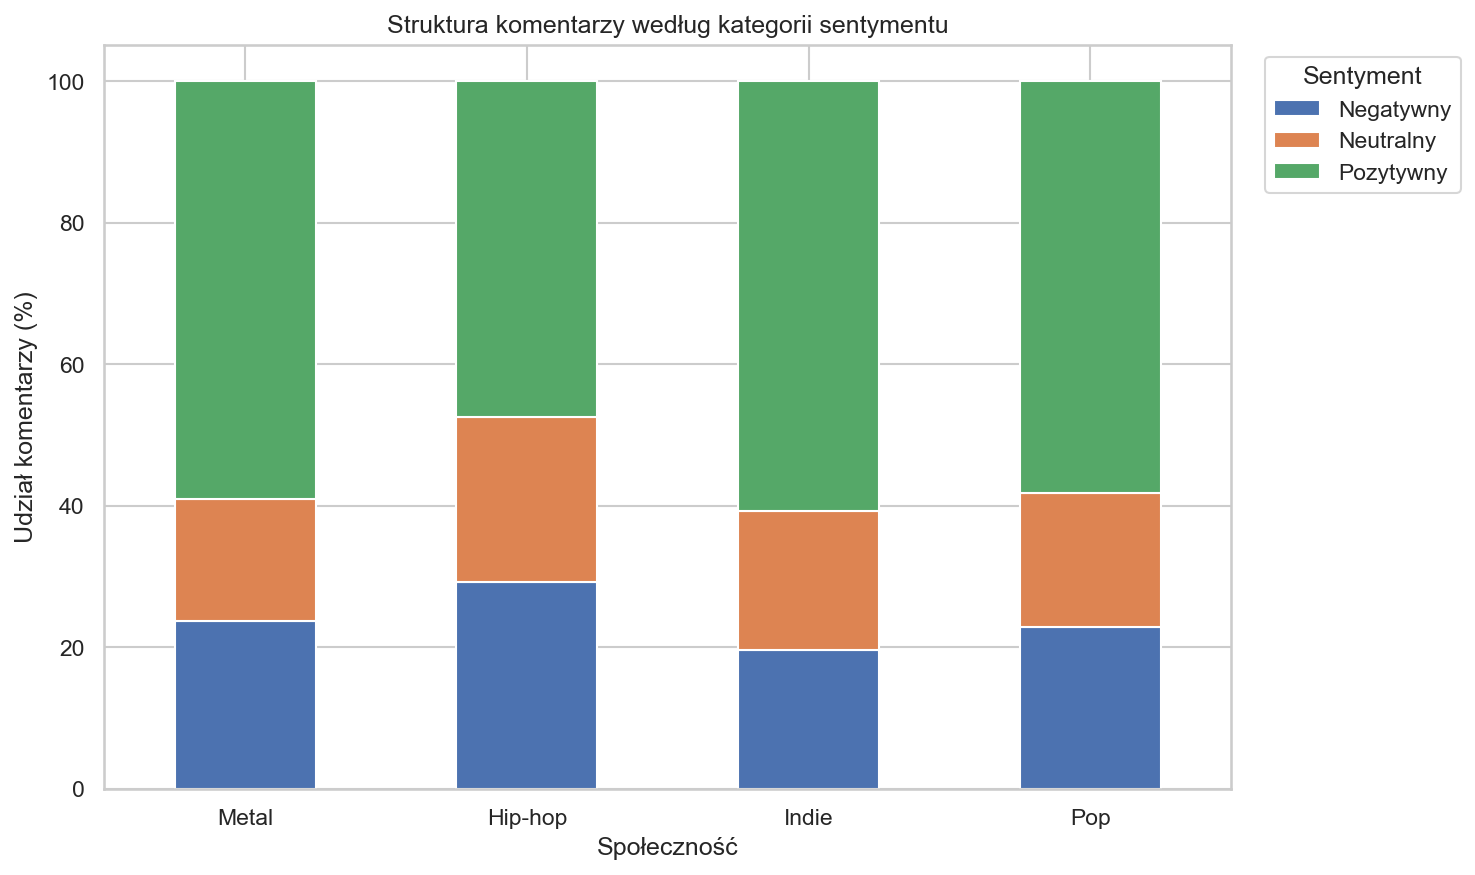 Struktura komentarzy według kategorii sentymentu
Sentyment
Negatywny
Neutralny
Pozytywny
Udział komentarzy (%)
100
80
60
40
20
0
Metal
Hip-hop
Indie
Pop
Społeczność